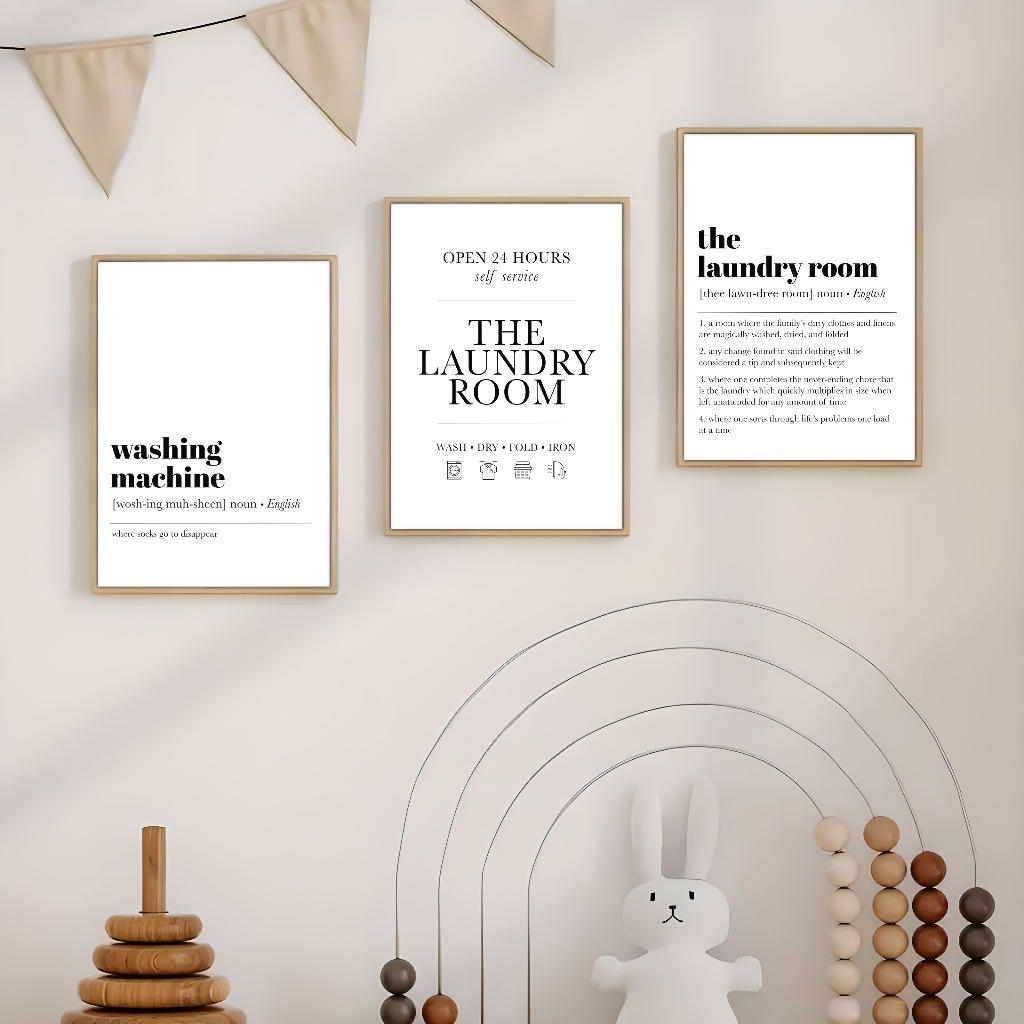 washing
machine
[wosh-ing muh-sheen] noun • English
where socks go to disappear
OPEN 24 HOURS
self service
THE
LAUNDRY
ROOM
WASH • DRY • FOLD • IRON
the
laundry room
[thee lawn-dree room] noun • English
1. a room where the family's dirty clothes and linens
are magically washed, dried, and folded
2. any change found in said clothing will be
considered a tip and subsequently kept
3. where one completes the never-ending chore that
is the laundry which quickly multiplies in size when
left unattended for any amount of time
4. where one sorts through life's problems one load
at a time